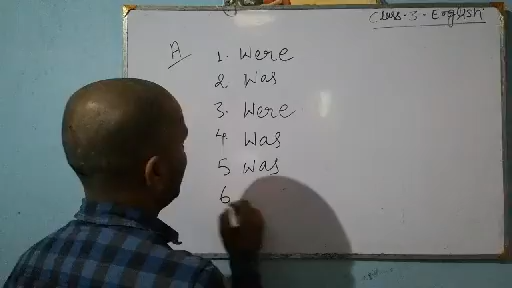 Class. 3. English
A 1. Were
2 Was
3. Were
4 Was
5 Was
6